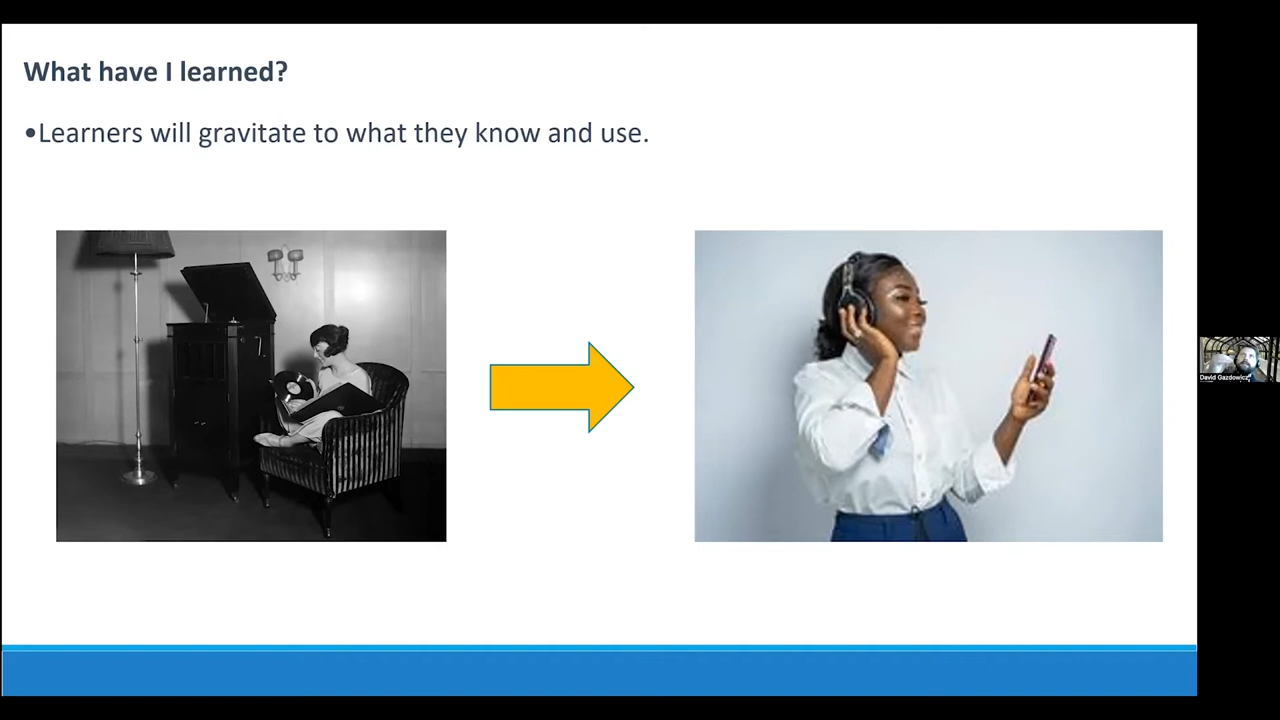 What have I learned?
•Learners will gravitate to what they know and use.
David Gazdowicz